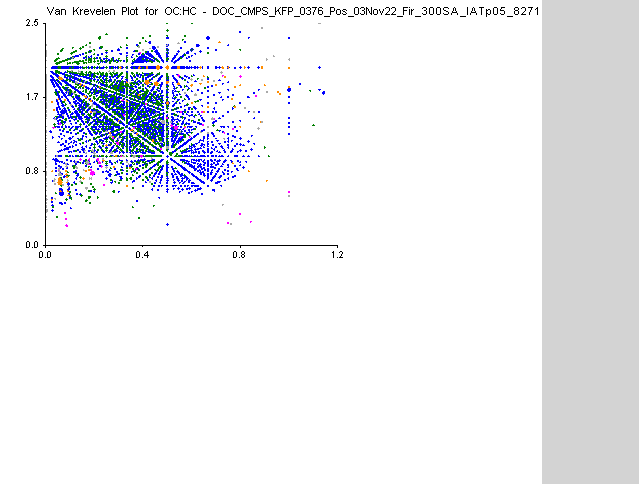 Van Krevelen Plot for OC:HC - DOC_CMPS_KFP_0376_Pos_03Nov22_Fir_300SA_IATp05_8271
2.5
1.7
0.8
0.0
0.0 0.4 0.8 1.2